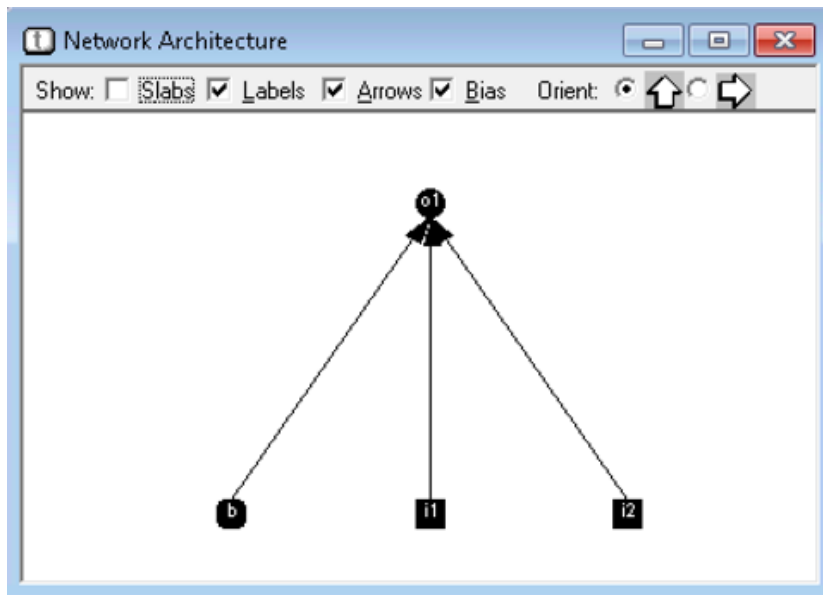 t Network Architecture
Show: Slabs Labels Arrows Bias Orient:
o1
b i1 i2